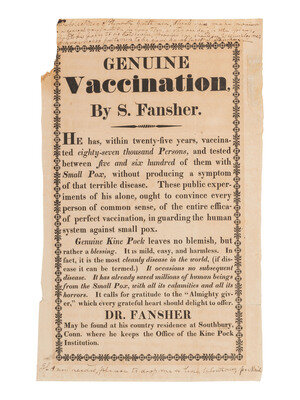 GENUINE
Vaccination,
By S. Fansher.
HE has, within twenty-five years, vaccina-
ted eighty-seven thousand Persons, and tested
between five and six hundred of them with
Small Pox, without producing a symptom
of that terrible disease. These public exper-
iments of his alone, ought to convince every
person of common sense, of the entire effica-
of perfect vaccination, in guarding the human
system against small pox.
Genuine Kine Pock leaves no blemish, but
rather a blessing. It is mild, easy, and harmless. In
fact, it is the most cleanly disease in the world, (if dis-
ease it can be termed.) It occasions no subsequent
disease. It has already saved millions of human beings
from the Small Pox, with all its calamities and all its
horrors. It calls for gratitude to the "Almighty giv-
er," which every grateful heart should delight to offer.
DR. FANSHER
May be found at his country residence at Southbury,
Conn. where he keeps the Office of the Kine Pock
Institution.